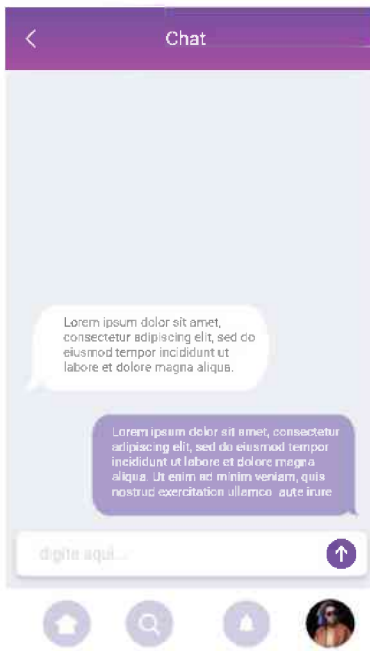 Chat
Lorem ipsum dolor sit amet,
consectetur adipiscing elit, sed do
eiusmod tempor incididunt ut
labore et dolore magna aliqua.
Lorem ipsum dolor sit amet, consectetur
adipiscing elit, sed do eiusmod tempor
incididunt ut labore et dolore magna
aliqua. Ut enim ad minim veniam, quis
nostrud exercitation ullamco aute irure
digite aqui...